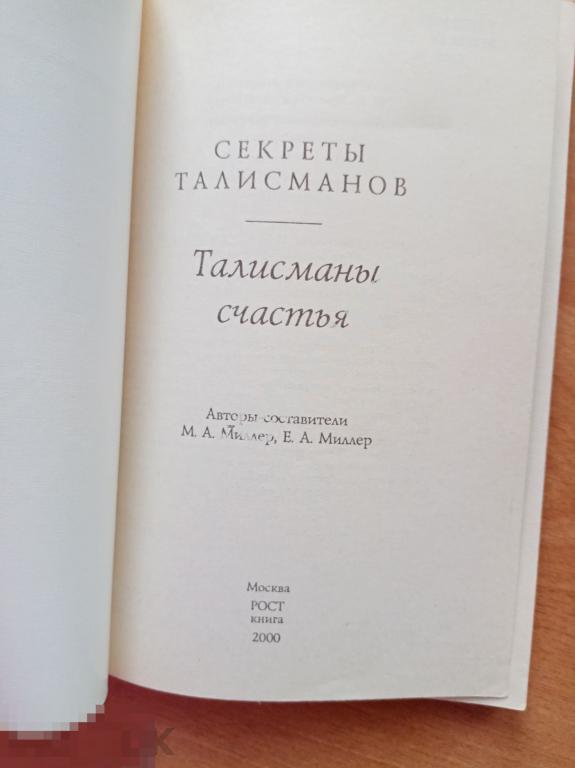 СЕКРЕТЫ
ТАЛИСМАНОВ
Талисманы
счастья
Авторы-составители
М. А. Миллер, Е. А. Миллер
Москва
РОСТ
книга
2000